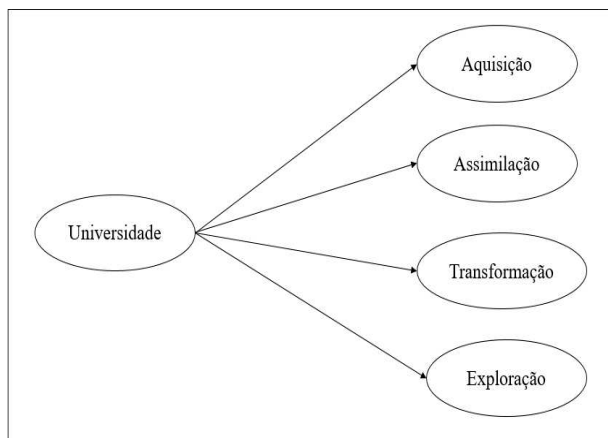 Aquisição
Assimilação
Universidade
Transformação
Exploração